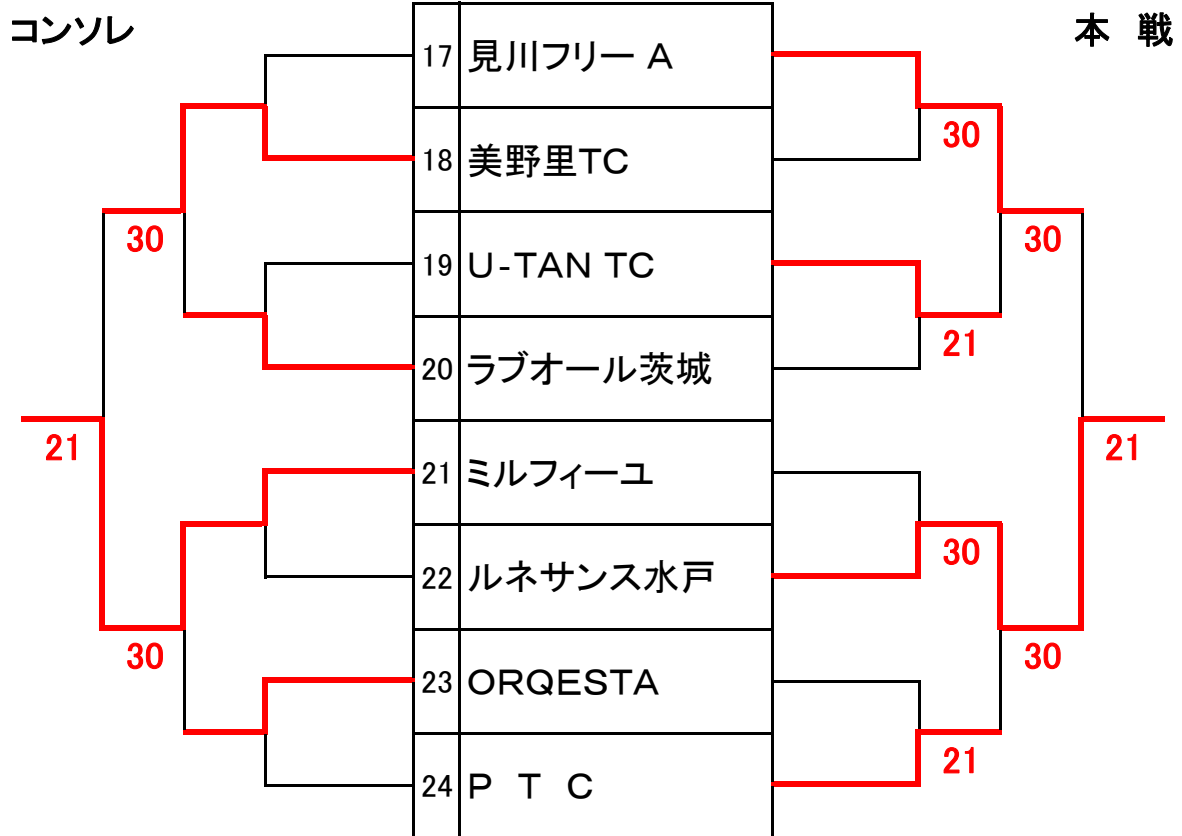 コンソレ
本 戦
17 見川フリー A
30
18 美野里TC
30
30
19 U-TAN TC
21
20 ラブオール茨城
21
21
21 ミルフィーユ
30
22 ルネサンス水戸
30
30
23 ORQESTA
21
24 P T C